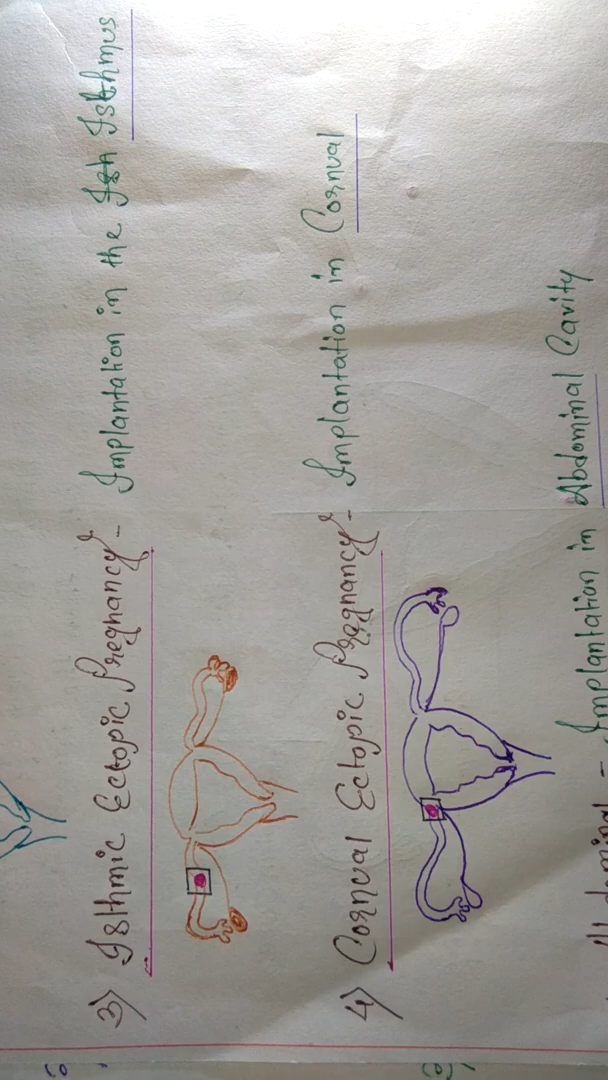 3) Isthmic Ectopic Pregnancy - Implantation in the Isthmus
4) Cornual Ectopic Pregnancy - Implantation in Cornual
Abdominal - Implantation in Abdominal Cavity